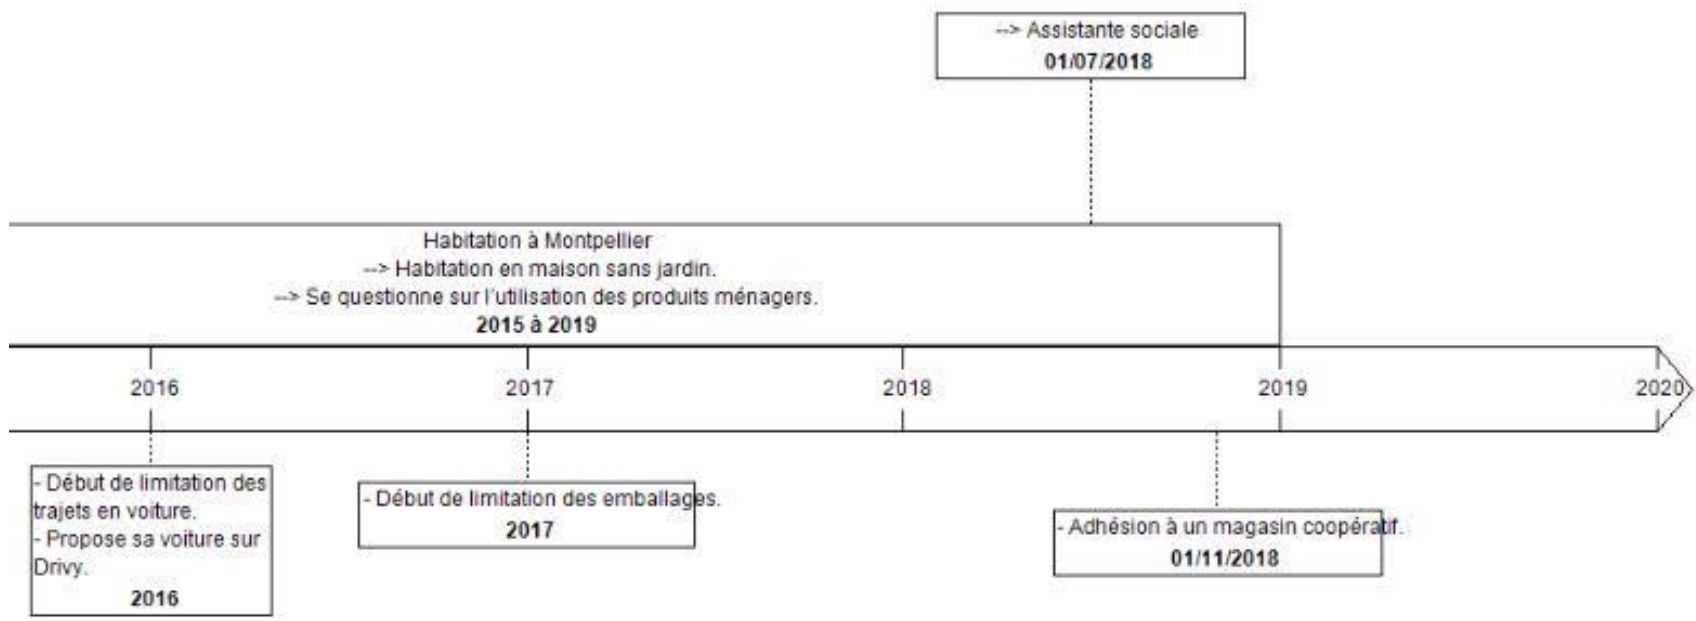 --> Assistante sociale
01/07/2018
Habitation à Montpellier
--> Habitation en maison sans jardin.
--> Se questionne sur l'utilisation des produits ménagers.
2015 à 2019
2016
2017
2018
2019
2020
- Début de limitation des
trajets en voiture.
- Propose sa voiture sur
Drivy.
2016
- Début de limitation des emballages.
2017
- Adhésion à un magasin coopératif.
01/11/2018